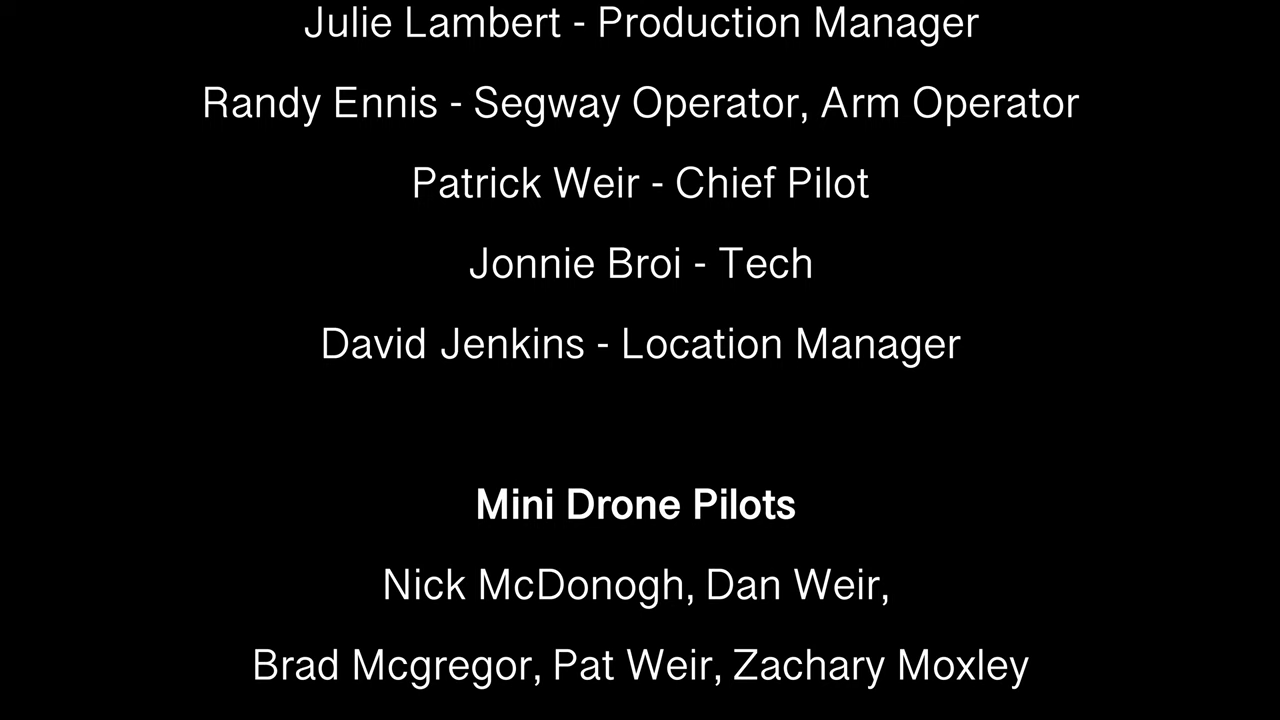 Julie Lambert - Production Manager
Randy Ennis - Segway Operator, Arm Operator
Patrick Weir - Chief Pilot
Jonnie Broi - Tech
David Jenkins - Location Manager
Mini Drone Pilots
Nick McDonogh, Dan Weir,
Brad Mcgregor, Pat Weir, Zachary Moxley